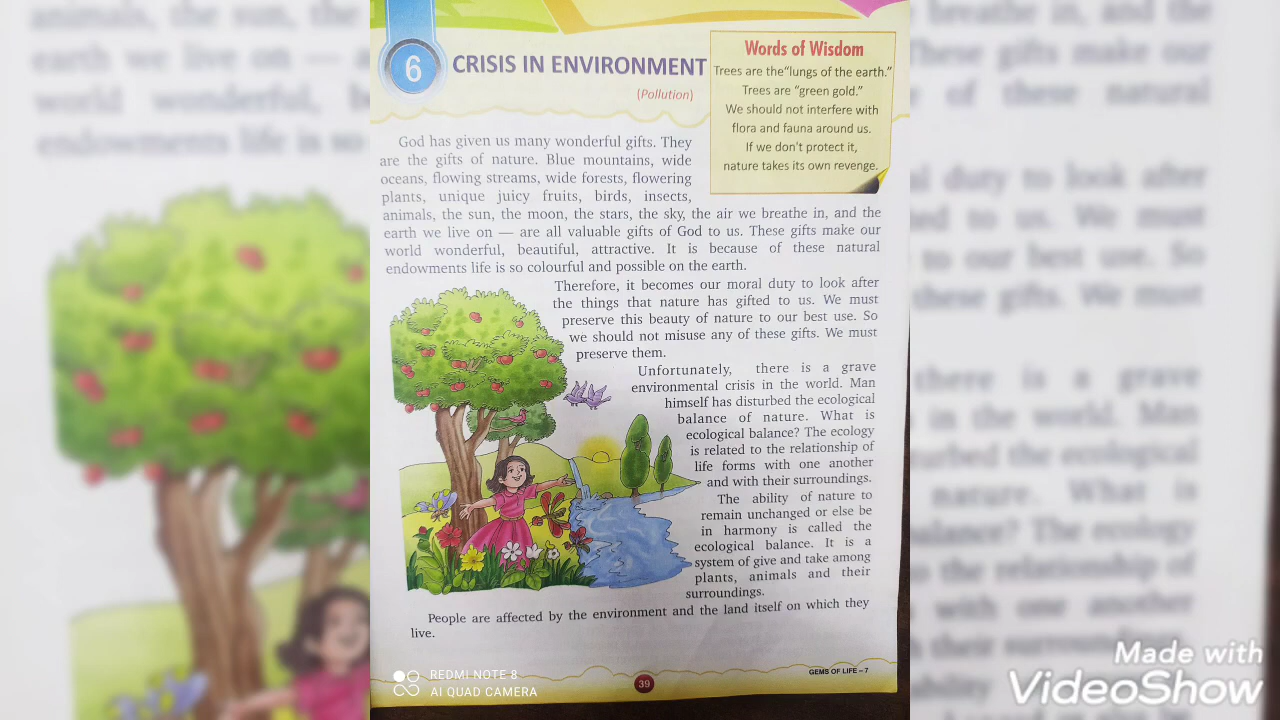 6
CRISIS IN ENVIRONMENT
(Pollution)
Words of Wisdom
Trees are the"lungs of the earth."
Trees are "green gold."
We should not interfere with
flora and fauna around us.
If we don't protect it,
nature takes its own revenge.
God has given us many wonderful gifts. They
are the gifts of nature. Blue mountains, wide
oceans, flowing streams, wide forests, flowering
plants, unique juicy fruits, birds, insects,
animals, the sun, the moon, the stars, the sky, the air we breathe in, and the
earth we live on — are all valuable gifts of God to us. These gifts make our
world wonderful, beautiful, attractive. It is because of these natural
endowments life is so colourful and possible on the earth.
Therefore, it becomes our moral duty to look after
the things that nature has gifted to us. We must
preserve this beauty of nature to our best use. So
we should not misuse any of these gifts. We must
preserve them.
Unfortunately, there is a grave
environmental crisis in the world. Man
himself has disturbed the ecological
balance of nature. What is
ecological balance? The ecology
is related to the relationship of
life forms with one another
and with their surroundings.
The ability of nature to
remain unchanged or else be
in harmony is called the
ecological balance. It is a
system of give and take among
plants, animals and their
surroundings.
People are affected by the environment and the land itself on which they
live.
GEMS OF LIFE – 7
39
REDMI NOTE 8
AI QUAD CAMERA
Made with
VideoShow